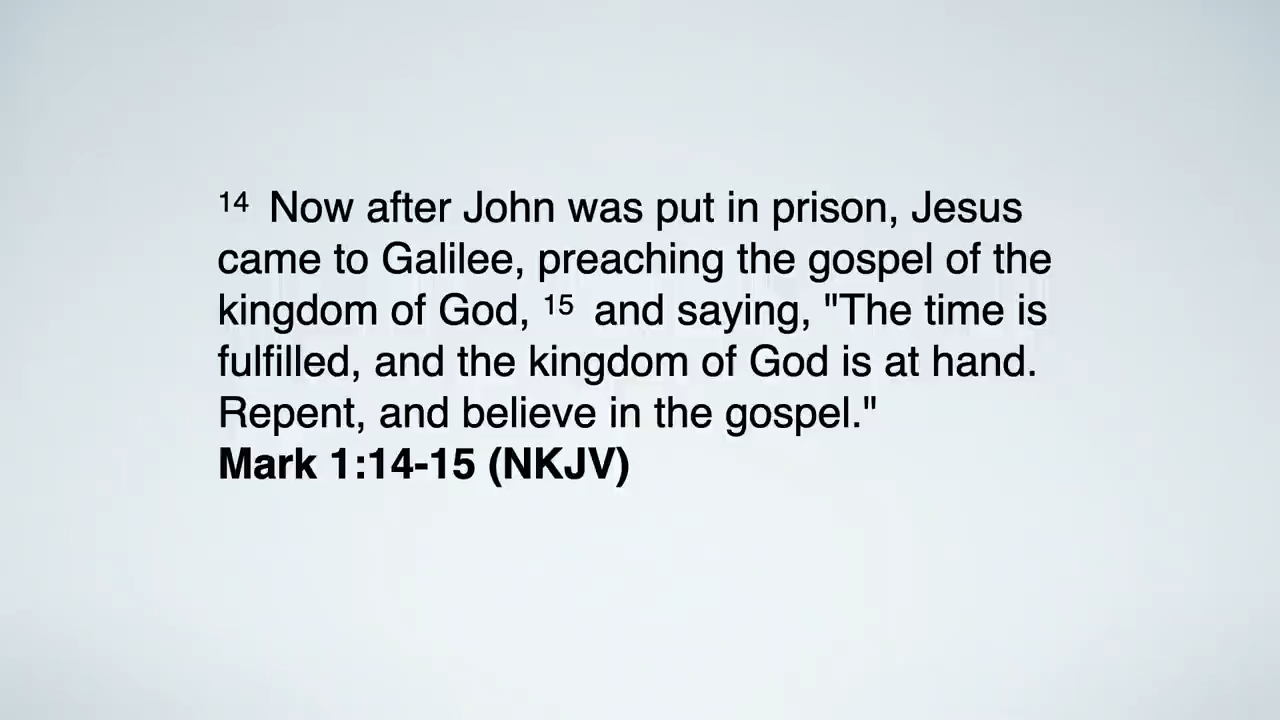 14 Now after John was put in prison, Jesus
came to Galilee, preaching the gospel of the
kingdom of God, 15 and saying, "The time is
fulfilled, and the kingdom of God is at hand.
Repent, and believe in the gospel."
Mark 1:14-15 (NKJV)